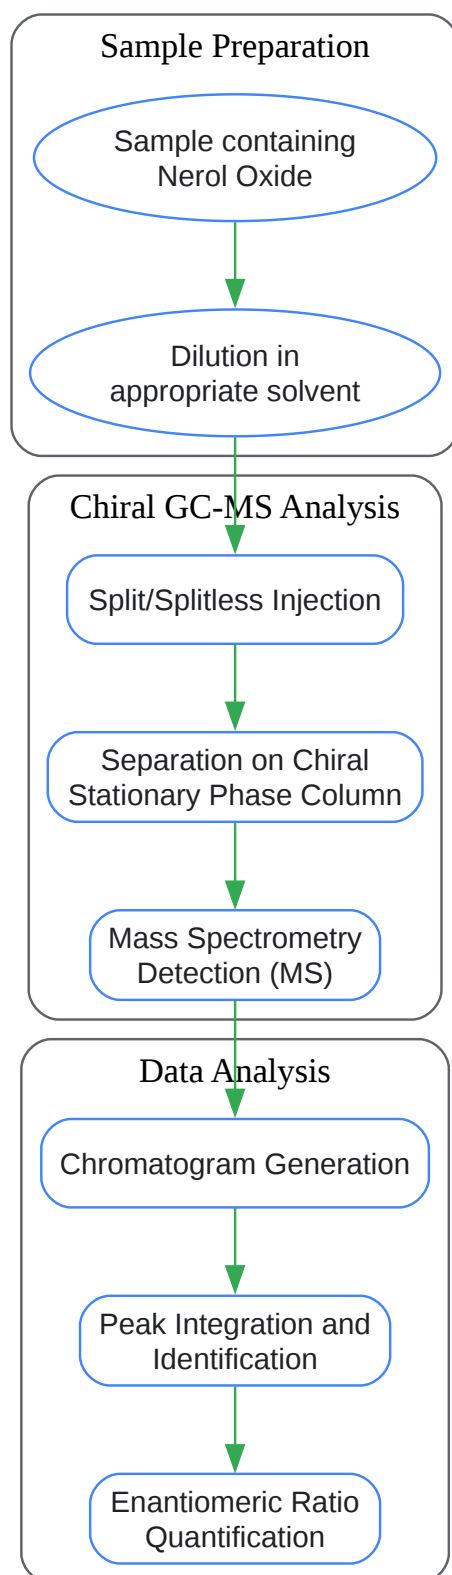 Sample Preparation
Sample containing
Nerol Oxide
Dilution in
appropriate solvent
Chiral GC-MS Analysis
Split/Splitless Injection
Separation on Chiral
Stationary Phase Column
Mass Spectrometry
Detection (MS)
Data Analysis
Chromatogram Generation
Peak Integration and
Identification
Enantiomeric Ratio
Quantification